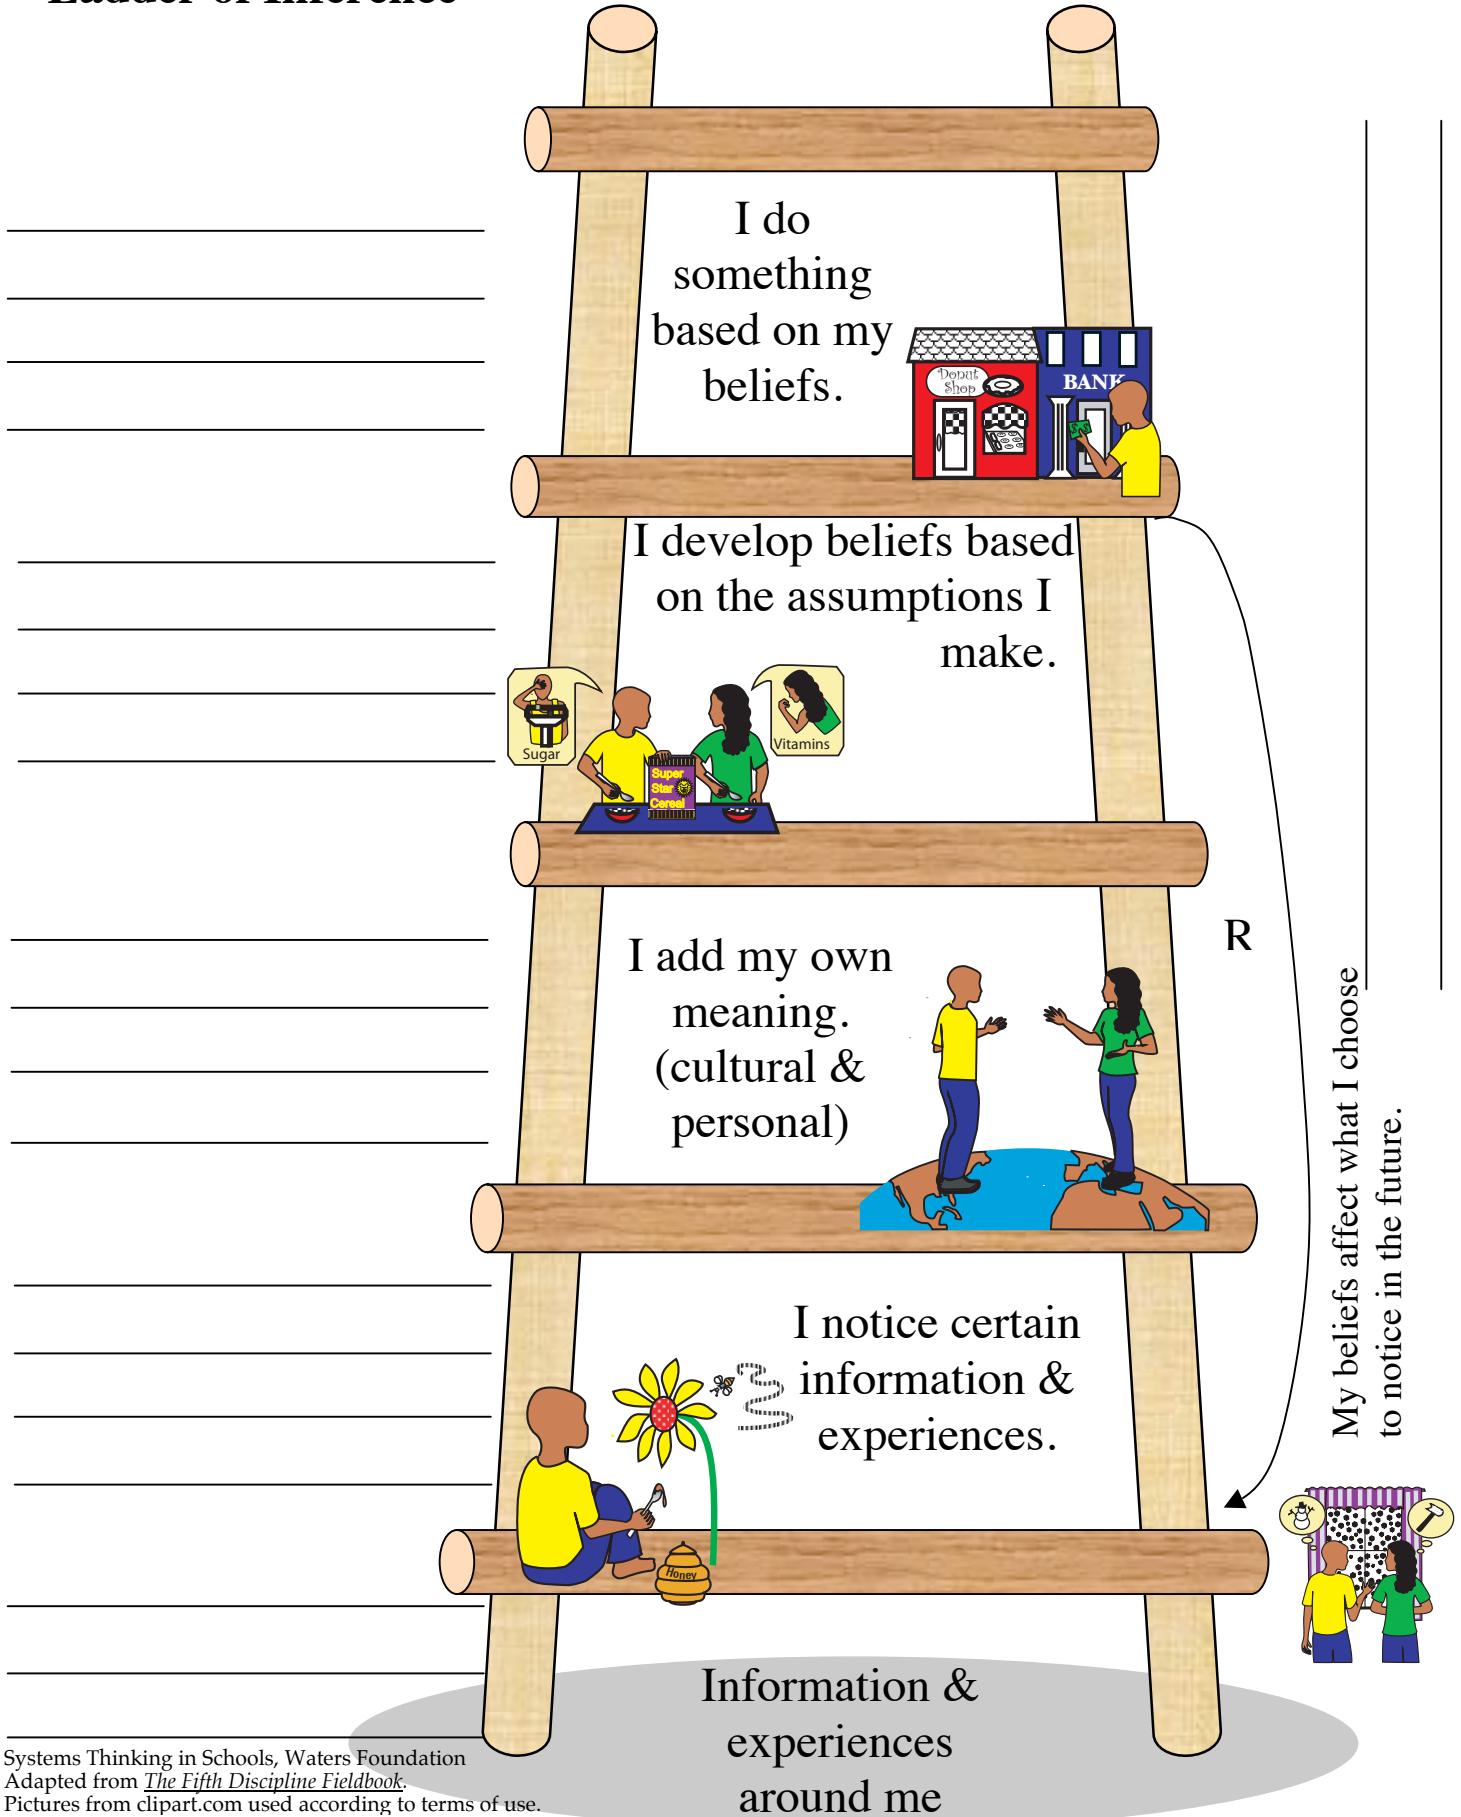 Ladder of Inference
I do
something
based on my
beliefs.
Donut
Shop
BANK
I develop beliefs based
on the assumptions I
make.
Sugar
Vitamins
Super
Star
Cereal
R
I add my own
meaning.
(cultural &
personal)
My beliefs affect what I choose
to notice in the future.
I notice certain
information &
experiences.
Honey
Information &
experiences
around me
Systems Thinking in Schools, Waters Foundation
Adapted from The Fifth Discipline Fieldbook.
Pictures from clipart.com used according to terms of use.